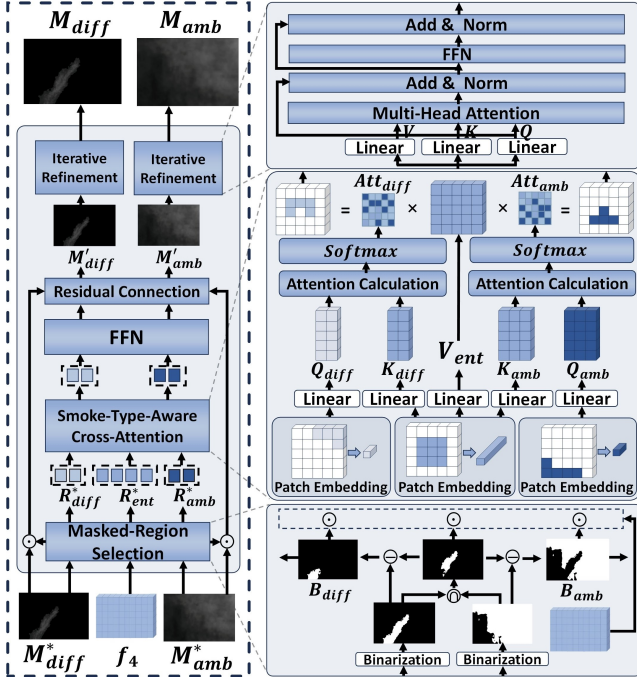 M_diff M_amb
Iterative Refinement
Iterative Refinement
M'_diff M'_amb
Residual Connection
FFN
Smoke-Type-Aware
Cross-Attention
R*_diff R*_ent R*_amb
Masked-Region
Selection
M*_diff f_4 M*_amb
Add & Norm
FFN
Add & Norm
Multi-Head Attention
V K Q
Linear Linear Linear
Att_diff Att_amb
= × × =
Softmax Softmax
Attention Calculation Attention Calculation
Q_diff K_diff V_ent K_amb Q_amb
Linear Linear Linear Linear Linear
Patch Embedding Patch Embedding Patch Embedding
B_diff B_amb
Binarization Binarization